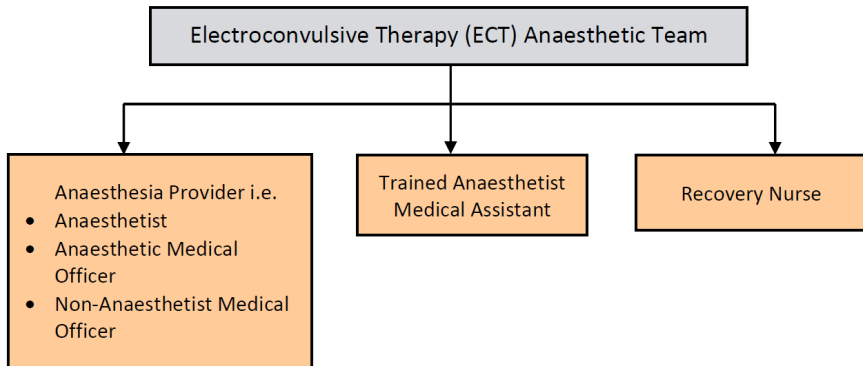 Electroconvulsive Therapy (ECT) Anaesthetic Team
Anaesthesia Provider i.e.
• Anaesthetist
• Anaesthetic Medical
Officer
• Non-Anaesthetist Medical
Officer
Trained Anaesthetist
Medical Assistant
Recovery Nurse